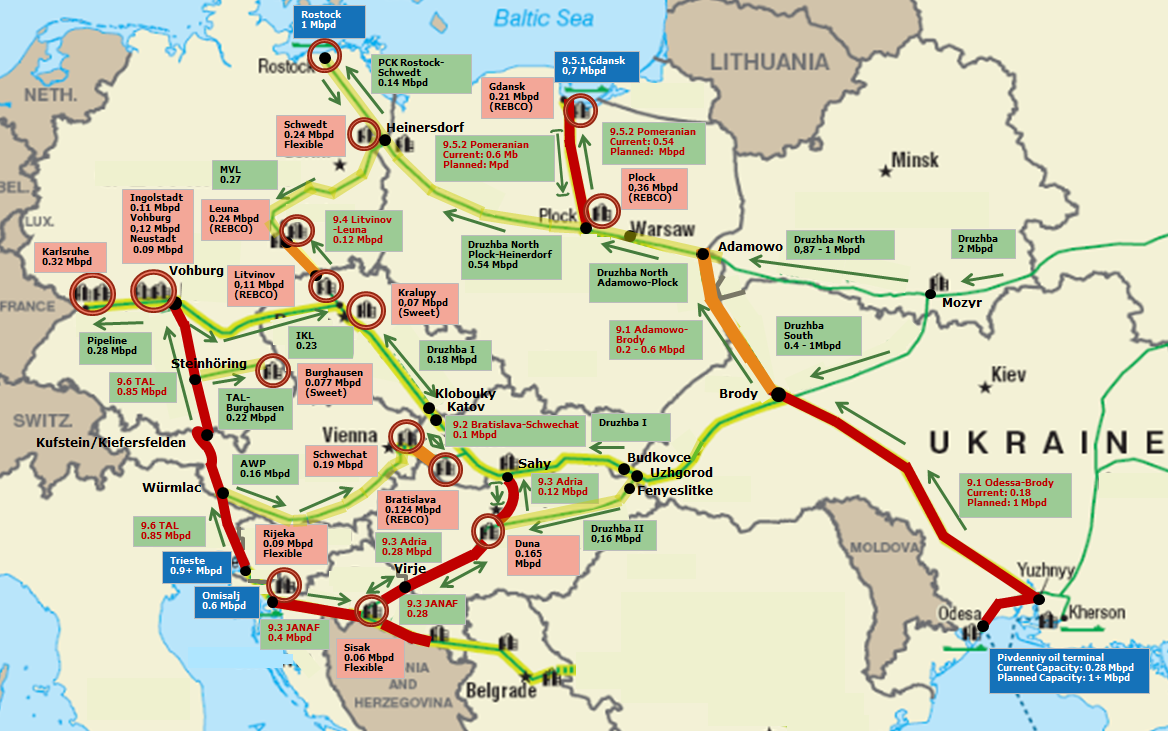 Baltic Sea
Rostock
1 Mbpd
Rostock
PCK Rostock-
Schwedt
0.14 Mbpd
9.5.1 Gdansk
0,7 Mbpd
LITHUANIA
NETH.
Gdansk
0.21 Mbpd
(REBCO)
Schwedt
0.24 Mbpd
Flexible
Heinersdorf
9.5.2 Pomeranian
Current: 0.6 Mb
Planned: Mpd
9.5.2 Pomeranian
Current: 0.54
Planned: Mbpd
Minsk
MVL
0.27
Plock
0,36 Mbpd
(REBCO)
BEL.
Ingolstadt
0.11 Mbpd
Vohburg
0,12 Mbpd
Neustadt
0.09 Mbpd
Leuna
0.24 Mbpd
(REBCO)
9.4 Litvinov
-Leuna
0.12 Mbpd
LUX.
Plock
Warsaw
Adamowo
Druzhba North
0,87 - 1 Mbpd
Druzhba
2 Mbpd
Karlsruhe
0.32 Mbpd
Vohburg
Litvinov
0,11 Mbpd
(REBCO)
Druzhba North
Plock-Heinerdorf
0.54 Mbpd
Druzhba North
Adamowo-Plock
Mozyr
FRANCE
Kralupy
0,07 Mbpd
(Sweet)
Pipeline
0.28 Mbpd
IKL
0.23
Druzhba I
0.18 Mbpd
9.1 Adamowo-
Brody
0.2 - 0.6 Mbpd
Druzhba
South
0.4 - 1Mbpd
Steinhöring
Burghausen
0.077 Mbpd
(Sweet)
9.6 TAL
0.85 Mbpd
TAL-
Burghausen
0.22 Mbpd
Klobouky
Katov
Brody
Kiev
SWITZ.
Kufstein/Kiefersfelden
Vienna
9.2 Bratislava-Schwechat
0.1 Mbpd
Druzhba I
UKRAINE
Schwechat
0.19 Mbpd
AWP
0.16 Mbpd
Sahy
Budkovce
Uzhgorod
Fenyeslitke
Würmlac
Bratislava
0.124 Mbpd
(REBCO)
9.3 Adria
0.12 Mbpd
9.1 Odessa-Brody
Current: 0.18
Planned: 1 Mbpd
9.6 TAL
0.85 Mbpd
Rijeka
0.09 Mbpd
Flexible
9.3 Adria
0.28 Mbpd
Duna
0.165
Mbpd
Druzhba II
0,16 Mbpd
MOLDOVA
Trieste
0.9+ Mbpd
Virje
Yuzhnyy
Omisalj
0.6 Mbpd
9.3 JANAF
0.28
Odesa
Kherson
9.3 JANAF
0.4 Mbpd
Sisak
0.06 Mbpd
Flexible
NIA
AND
HERZEGOVINA
Belgrade
Pivdenniy oil terminal
Current Capacity: 0.28 Mbpd
Planned Capacity: 1+ Mbpd